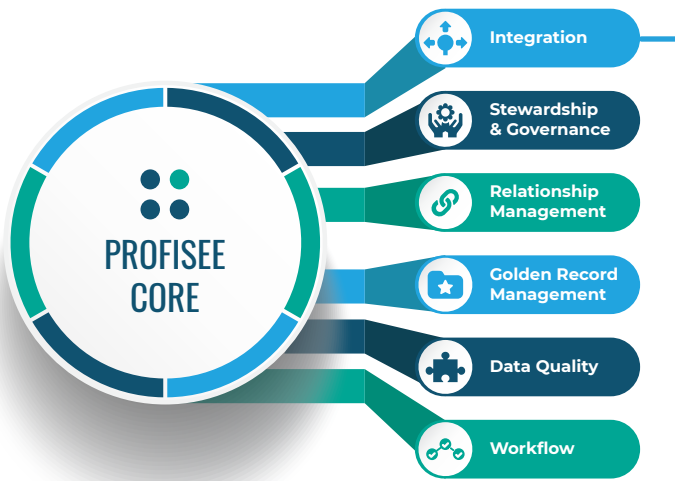 PROFISEE
CORE
Integration
Stewardship
& Governance
Relationship
Management
Golden Record
Management
Data Quality
Workflow